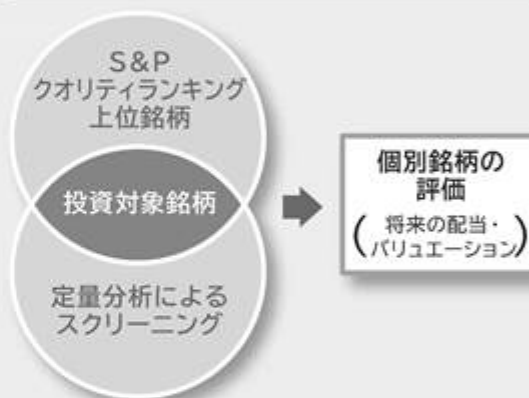 S&P
クオリティランキング
上位銘柄
投資対象銘柄
定量分析による
スクリーニング
個別銘柄の
評価
(将来の配当・
バリュエーション)